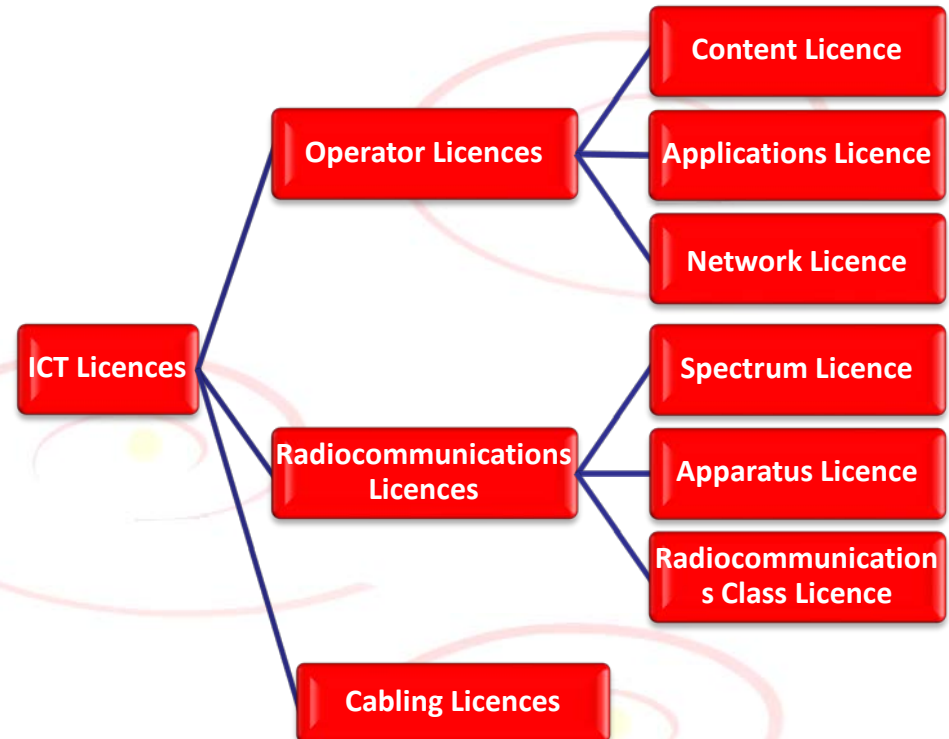 Content Licence
Operator Licences
Applications Licence
Network Licence
ICT Licences
Spectrum Licence
Radiocommunications
Licences
Apparatus Licence
Radiocommunication
s Class Licence
Cabling Licences